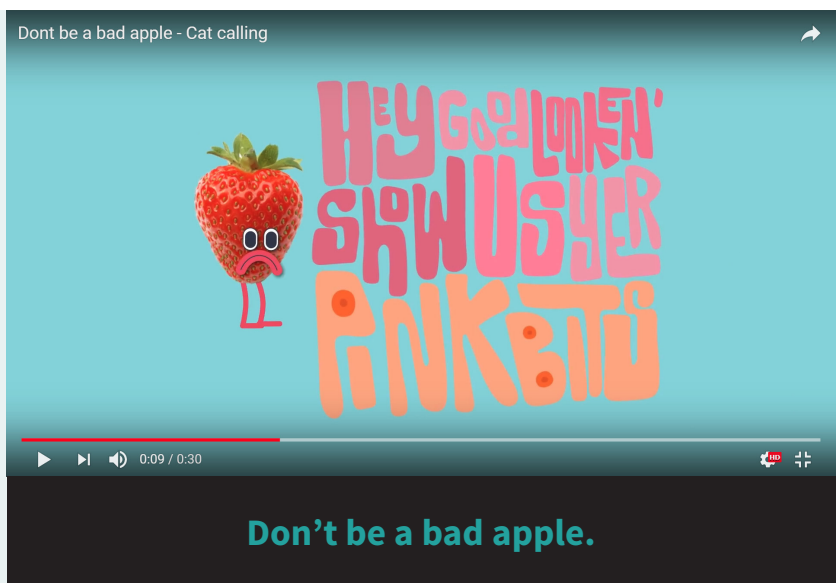 Dont be a bad apple - Cat calling
HEY GOOD LOOKEN'
SHOW US YER
PINK BITS
0:09 / 0:30
HD
Don't be a bad apple.